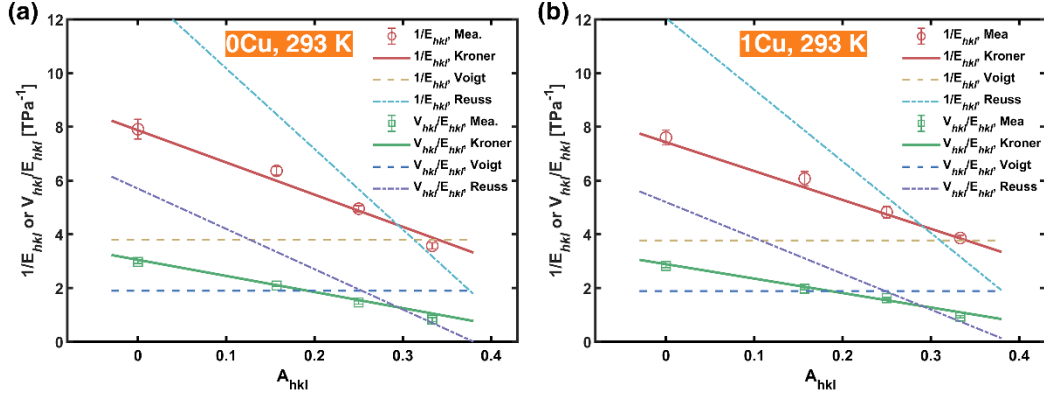 (a)
0Cu, 293 K
1/E_hkl, Mea.
1/E_hkl, Kroner
1/E_hkl, Voigt
1/E_hkl, Reuss
V_hkl/E_hkl, Mea.
V_hkl/E_hkl, Kroner
V_hkl/E_hkl, Voigt
V_hkl/E_hkl, Reuss
1/E_hkl or V_hkl/E_hkl [TPa⁻¹]
12
10
8
6
4
2
0
0
0.1
0.2
0.3
0.4
A_hkl
(b)
1Cu, 293 K
1/E_hkl, Mea
1/E_hkl, Kroner
1/E_hkl, Voigt
1/E_hkl, Reuss
V_hkl/E_hkl, Mea
V_hkl/E_hkl, Kroner
V_hkl/E_hkl, Voigt
V_hkl/E_hkl, Reuss
1/E_hkl or V_hkl/E_hkl [TPa⁻¹]
12
10
8
6
4
2
0
0
0.1
0.2
0.3
0.4
A_hkl